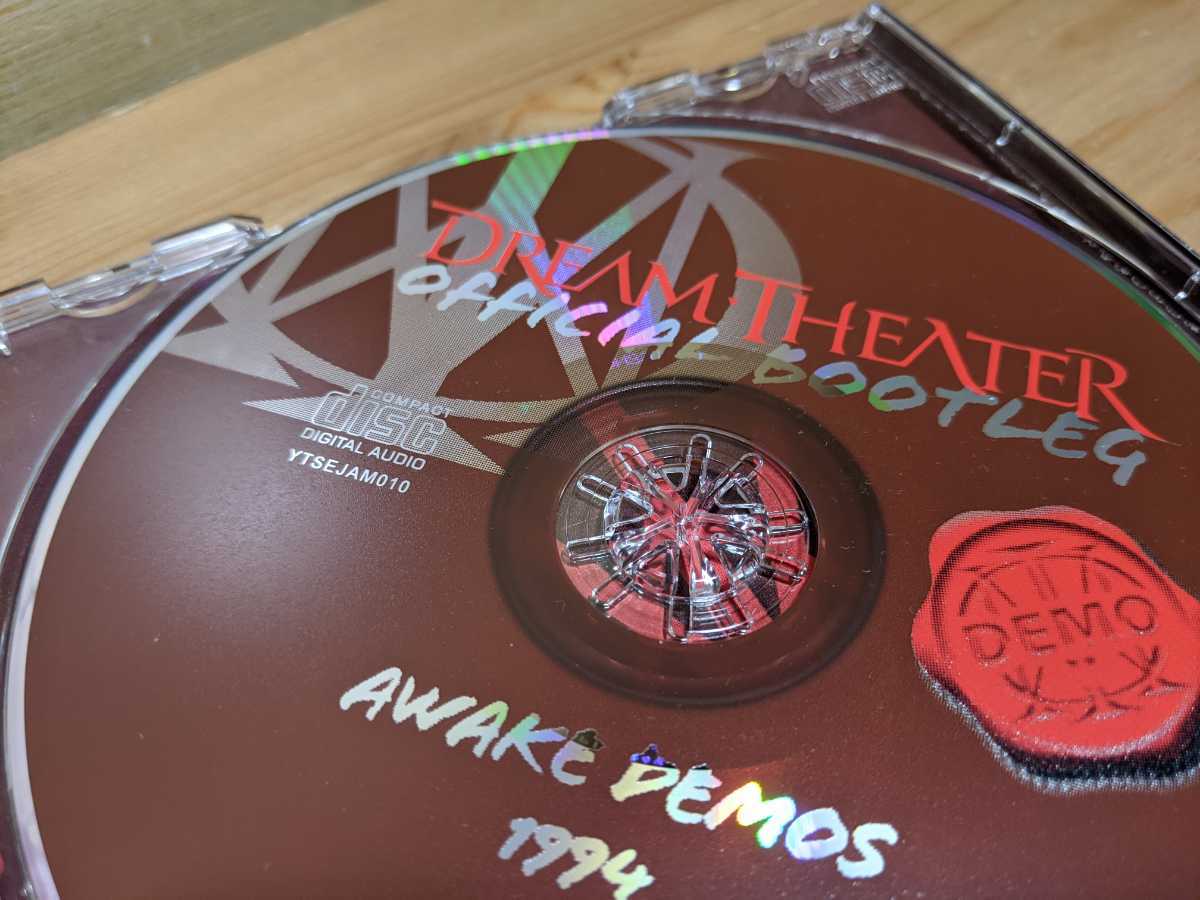 DREAM THEATER
OFFICIAL BOOTLEG
COMPACT
disc
DIGITAL AUDIO
YTSEJAM010
DEMO
AWAKE DEMOS
1994